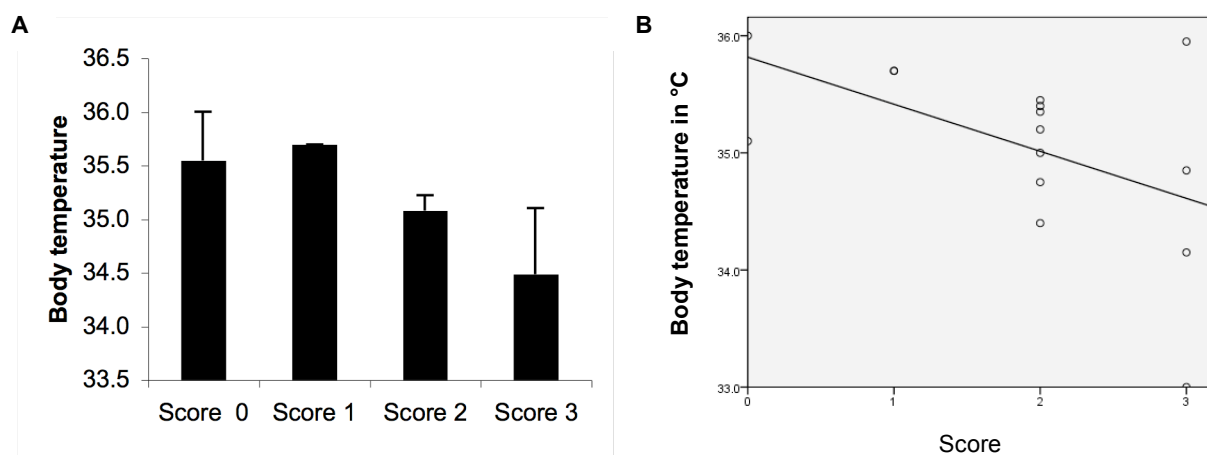 A
Body temperature
36.5
36.0
35.5
35.0
34.5
34.0
33.5
Score 0
Score 1
Score 2
Score 3
B
Body temperature in °C
36.0
35.0
34.0
33.0
0
1
2
3
Score